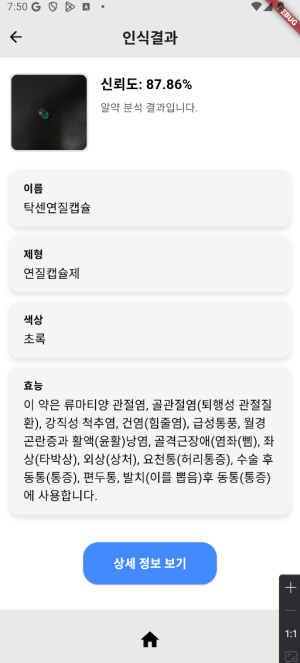 7:50
DEBUG
인식결과
신뢰도: 87.86%
알약 분석 결과입니다.
이름
탁센연질캡슐
제형
연질캡슐제
색상
초록
효능
이 약은 류마티양 관절염, 골관절염(퇴행성 관절질
환), 강직성 척추염, 건염(힘줄염), 급성통풍, 월경
곤란증과 활액(윤활)낭염, 골격근장애(염좌(삠), 좌
상(타박상), 외상(상처), 요천통(허리통증), 수술 후
동통(통증), 편두통, 발치(이를 뽑음)후 동통(통증)
에 사용합니다.
상세 정보 보기
1:1